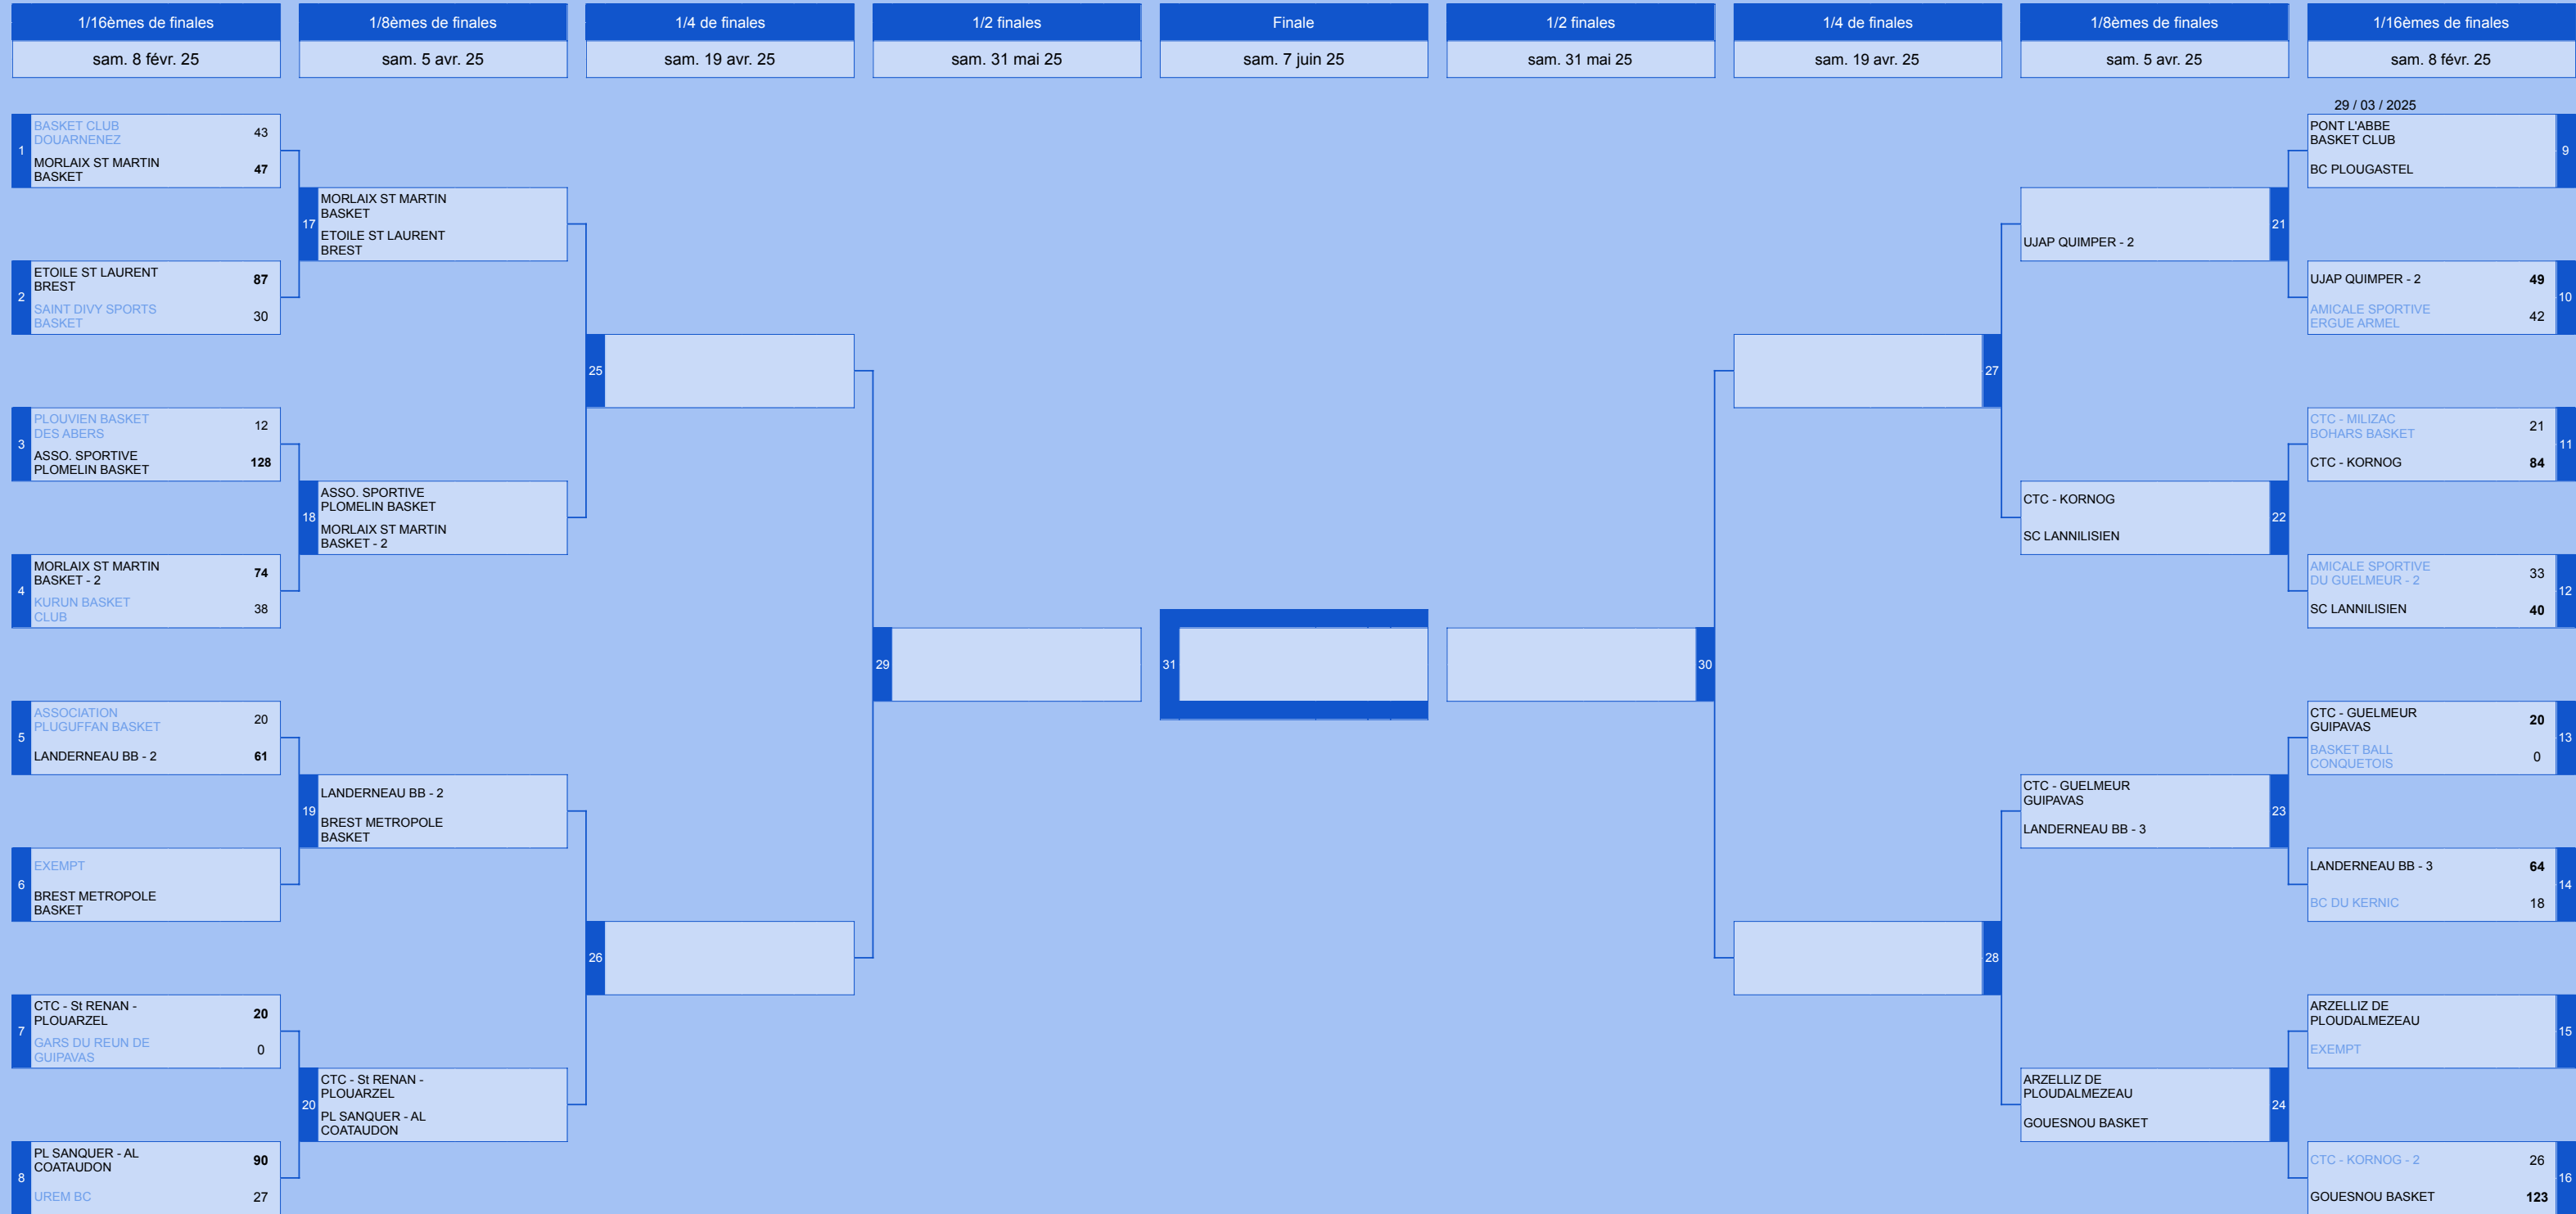 1/16èmes de finales
1/8èmes de finales
1/4 de finales
1/2 finales
Finale
1/2 finales
1/4 de finales
1/8èmes de finales
1/16èmes de finales
sam. 8 févr. 25
sam. 5 avr. 25
sam. 19 avr. 25
sam. 31 mai 25
sam. 7 juin 25
sam. 31 mai 25
sam. 19 avr. 25
sam. 5 avr. 25
sam. 8 févr. 25
1
BASKET CLUB
DOUARNENEZ
43
MORLAIX ST MARTIN
BASKET
47
2
ETOILE ST LAURENT
BREST
87
SAINT DIVY SPORTS
BASKET
30
3
PLOUVIEN BASKET
DES ABERS
12
ASSO. SPORTIVE
PLOMELIN BASKET
128
4
MORLAIX ST MARTIN
BASKET - 2
74
KURUN BASKET
CLUB
38
5
ASSOCIATION
PLUGUFFAN BASKET
20
LANDERNEAU BB - 2
61
6
EXEMPT
BREST METROPOLE
BASKET
7
CTC - St RENAN -
PLOUARZEL
20
GARS DU REUN DE
GUIPAVAS
0
8
PL SANQUER - AL
COATAUDON
90
UREM BC
27
17
MORLAIX ST MARTIN
BASKET
ETOILE ST LAURENT
BREST
18
ASSO. SPORTIVE
PLOMELIN BASKET
MORLAIX ST MARTIN
BASKET - 2
19
LANDERNEAU BB - 2
BREST METROPOLE
BASKET
20
CTC - St RENAN -
PLOUARZEL
PL SANQUER - AL
COATAUDON
25
26
29
31
30
27
28
UJAP QUIMPER - 2
21
CTC - KORNOG
SC LANNILISIEN
22
CTC - GUELMEUR
GUIPAVAS
LANDERNEAU BB - 3
23
ARZELLIZ DE
PLOUDALMEZEAU
GOUESNOU BASKET
24
29 / 03 / 2025
PONT L'ABBE
BASKET CLUB
BC PLOUGASTEL
9
UJAP QUIMPER - 2
49
AMICALE SPORTIVE
ERGUE ARMEL
42
10
CTC - MILIZAC
BOHARS BASKET
21
CTC - KORNOG
84
11
AMICALE SPORTIVE
DU GUELMEUR - 2
33
SC LANNILISIEN
40
12
CTC - GUELMEUR
GUIPAVAS
20
BASKET BALL
CONQUETOIS
0
13
LANDERNEAU BB - 3
64
BC DU KERNIC
18
14
ARZELLIZ DE
PLOUDALMEZEAU
EXEMPT
15
CTC - KORNOG - 2
26
GOUESNOU BASKET
123
16